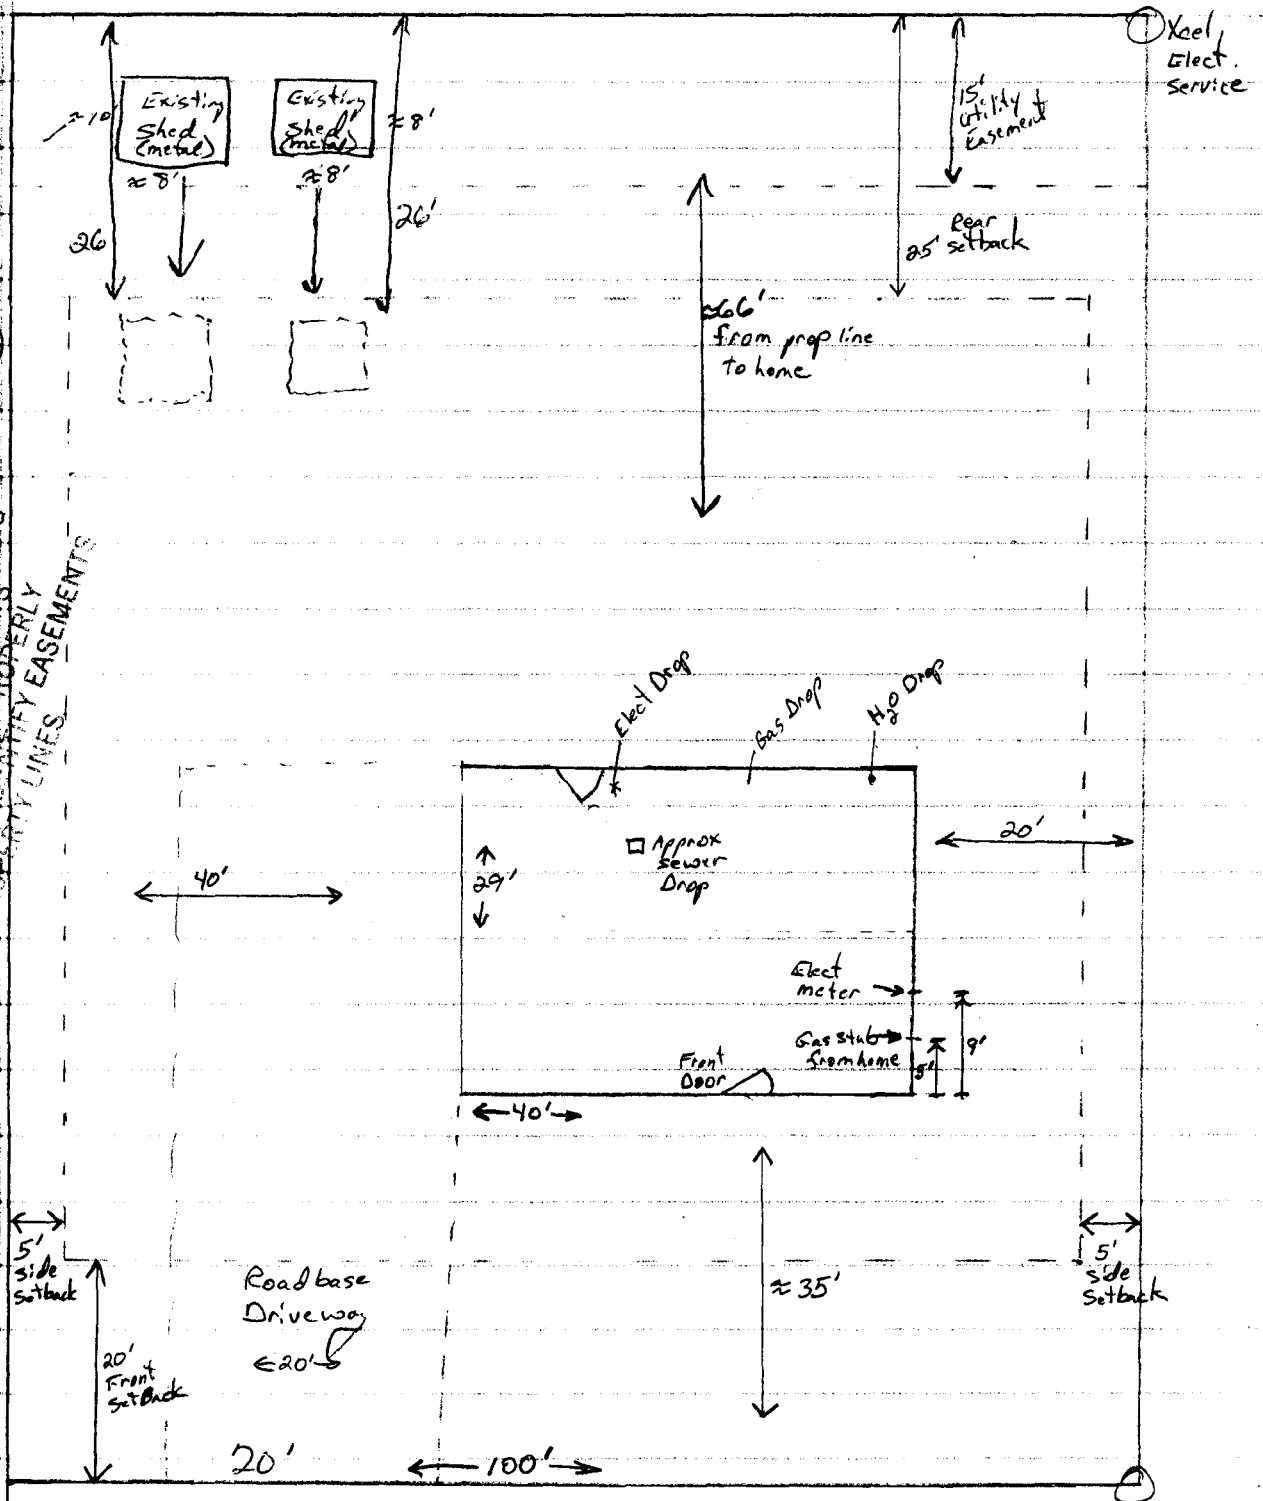 Xcel
Elect.
service
Existing
Shed
(metal)
≈10'
≈8'
Existing
Shed
(metal)
≈8'
≈8'
15'
utility
Easement
26
26'
Rear
25' setback
≈66'
from prop line
to home
EASEMENTS
LINES
Elect Drop
Gas Drop
H2O Drop
20'
40'
29'
Approx
sewer
Drop
Elect
meter
Gas stub
from home
9'
Front
Door
40'
5'
side
setback
5'
side
setback
Roadbase
Driveway
20'
≈35'
20'
Front
SetBack
20'
100'